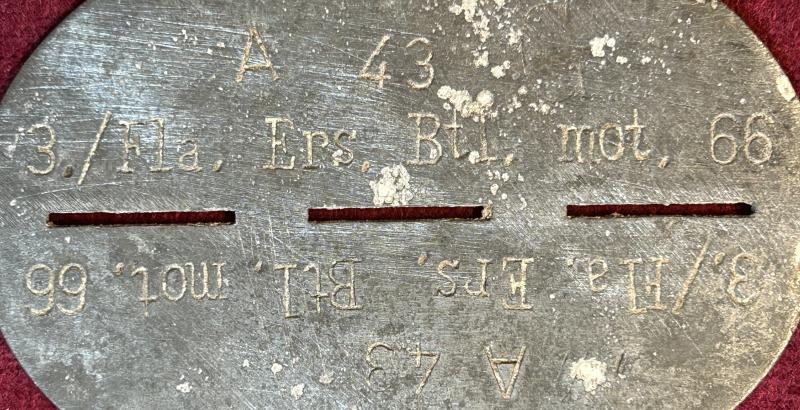 A 43
3./Fla. Ers. Btl. mot. 66
3./Fla. Ers. Btl. mot. 66
A 43